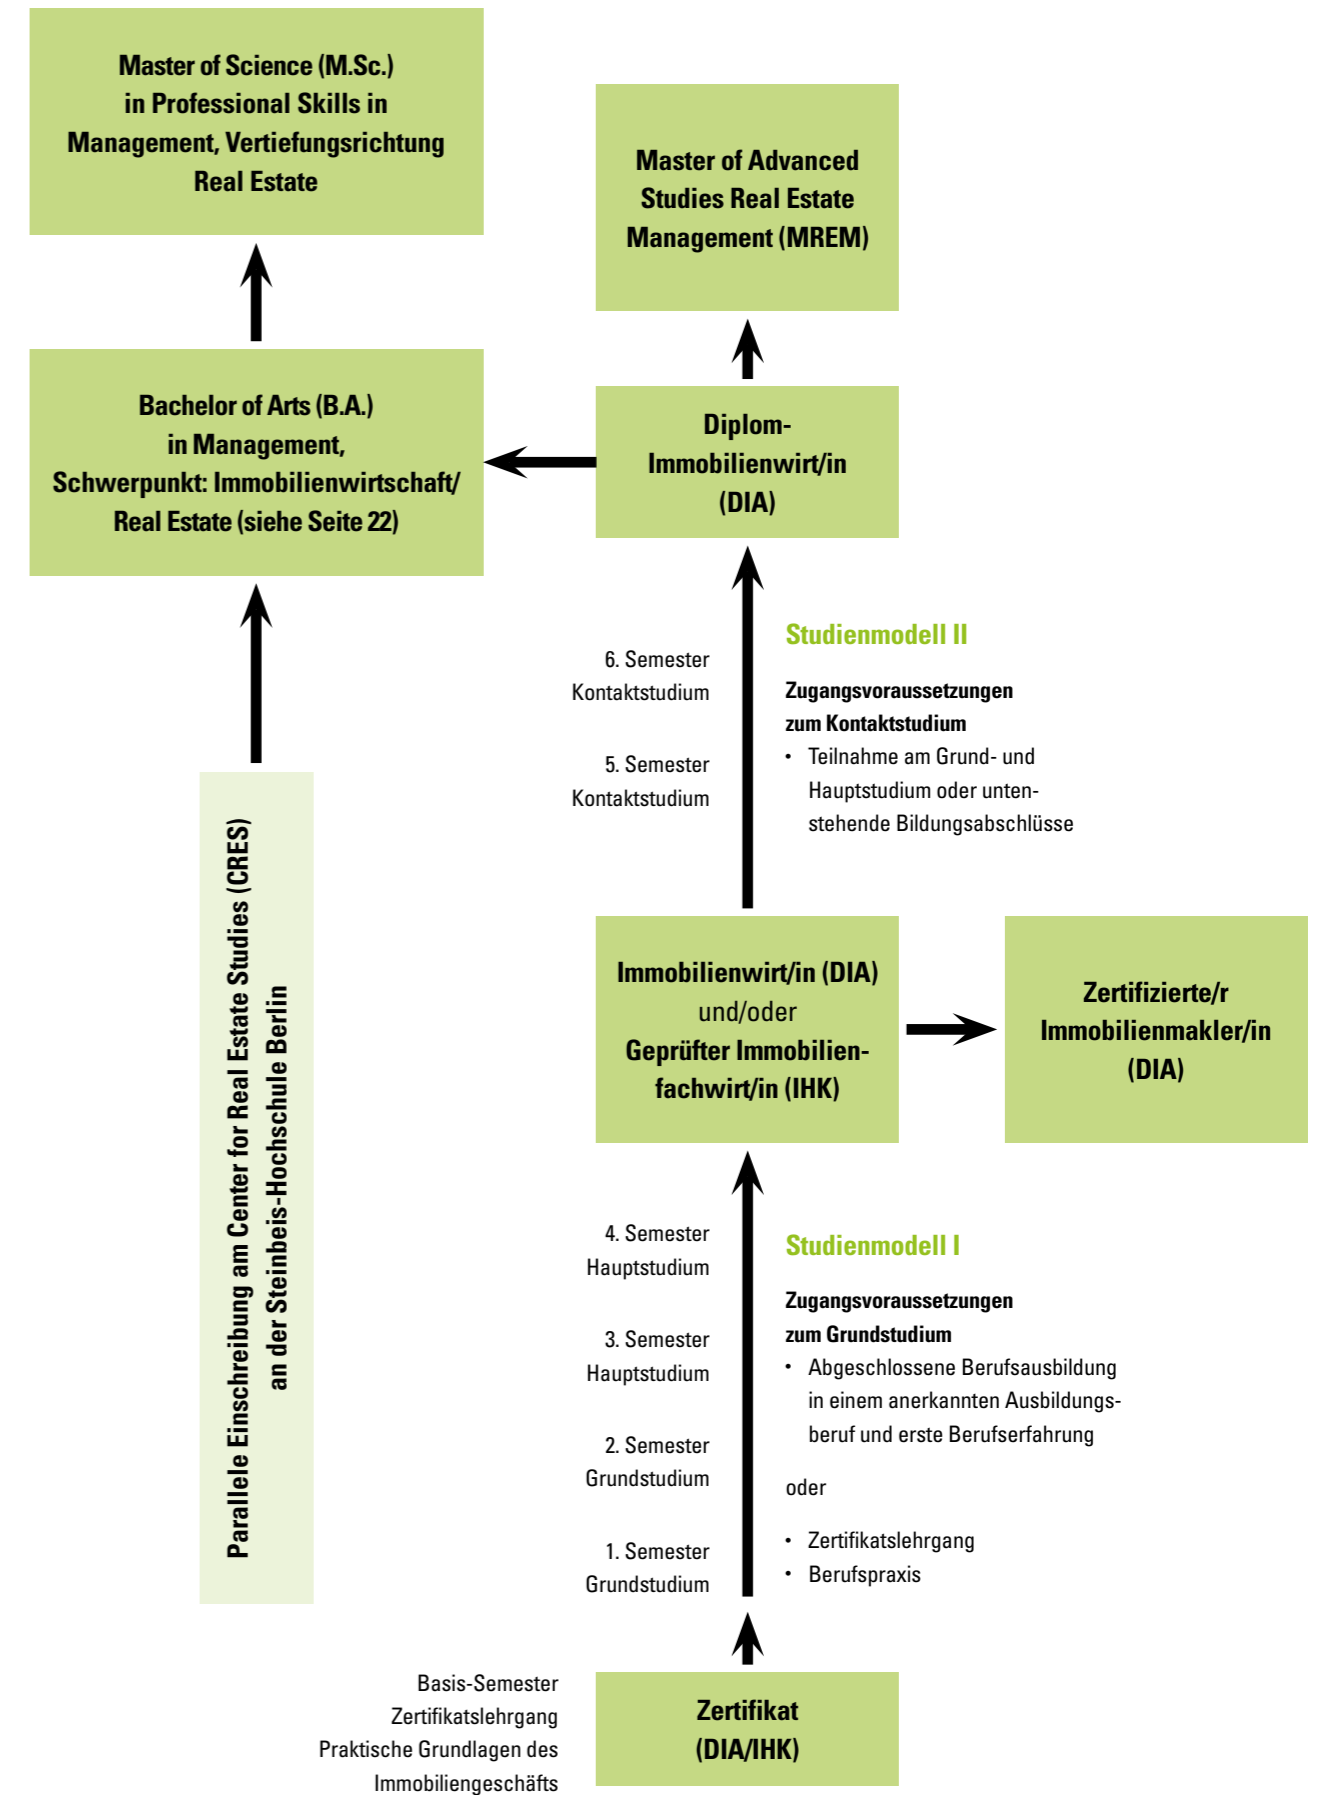 Master of Science (M.Sc.)
in Professional Skills in
Management, Vertiefungsrichtung
Real Estate
Master of Advanced
Studies Real Estate
Management (MREM)
Bachelor of Arts (B.A.)
in Management,
Schwerpunkt: Immobilienwirtschaft/
Real Estate (siehe Seite 22)
Diplom-
Immobilienwirt/in
(DIA)
6. Semester
Kontaktstudium
5. Semester
Kontaktstudium
Studienmodell II
Zugangsvoraussetzungen
zum Kontaktstudium
• Teilnahme am Grund- und
Hauptstudium oder unten-
stehende Bildungsabschlüsse
Parallele Einschreibung am Center for Real Estate Studies (CRES)
an der Steinbeis-Hochschule Berlin
Immobilienwirt/in (DIA)
und/oder
Geprüfter Immobilien-
fachwirt/in (IHK)
Zertifizierte/r
Immobilienmakler/in
(DIA)
4. Semester
Hauptstudium
3. Semester
Hauptstudium
2. Semester
Grundstudium
1. Semester
Grundstudium
Studienmodell I
Zugangsvoraussetzungen
zum Grundstudium
• Abgeschlossene Berufsausbildung
in einem anerkannten Ausbildungs-
beruf und erste Berufserfahrung
oder
• Zertifikatslehrgang
• Berufspraxis
Basis-Semester
Zertifikatslehrgang
Praktische Grundlagen des
Immobiliengeschäfts
Zertifikat
(DIA/IHK)